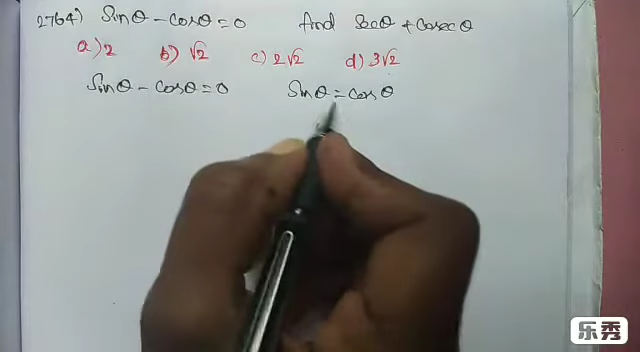 2764) Sinθ - cosθ = 0 find Secθ + Cosecθ
a) 2 b) √2 c) 2√2 d) 3√2
Sinθ - cosθ = 0 Sinθ = cosθ
乐秀